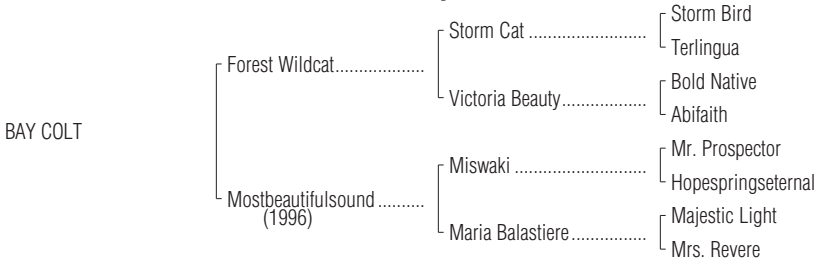 Storm Bird
Storm Cat ..........................
Terlingua
Forest Wildcat...................
Bold Native
Victoria Beauty..................
Abifaith
BAY COLT
Mr. Prospector
Miswaki ............................
Hopespringseternal
Mostbeautifulsound ..........
(1996)
Majestic Light
Maria Balastiere................
Mrs. Revere